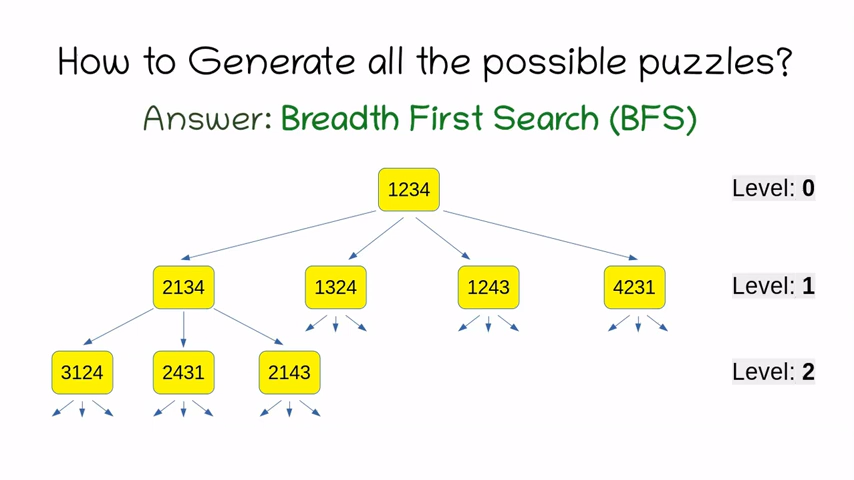 How to Generate all the possible puzzles?
Answer: Breadth First Search (BFS)
1234
Level: 0
2134
1324
1243
4231
Level: 1
3124
2431
2143
Level: 2